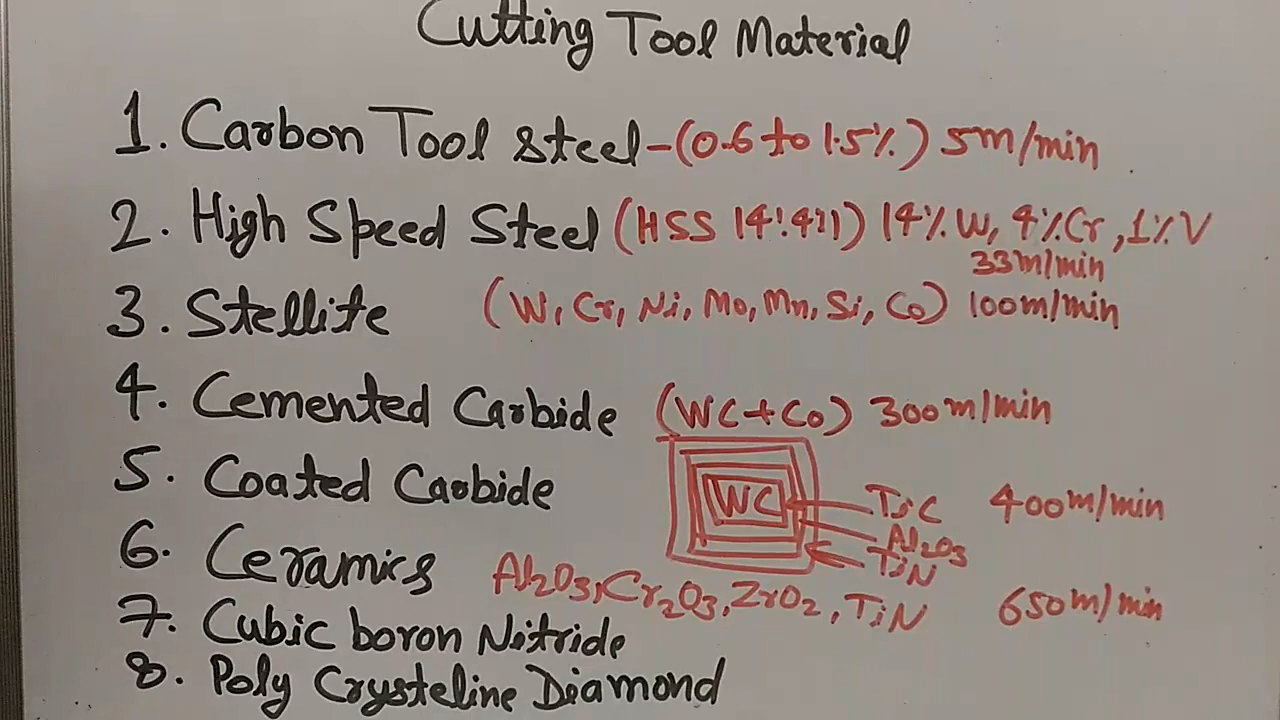 Cutting Tool Material
1. Carbon Tool steel - (0.6 to 1.5%) 5m/min
2. High Speed Steel (HSS 14:4:1) 14% W, 4% Cr, 1% V
33m/min
3. Stellite (W, Cr, Ni, Mo, Mn, Si, Co) 100m/min
4. Cemented Carbide (WC+Co) 300m/min
5. Coated Carbide WC TiC 400m/min
Al2O3
TiN
6. Ceramics Al2O3, Cr2O3, ZrO2, TiN 650m/min
7. Cubic boron Nitride
8. Poly Crysteline Diamond